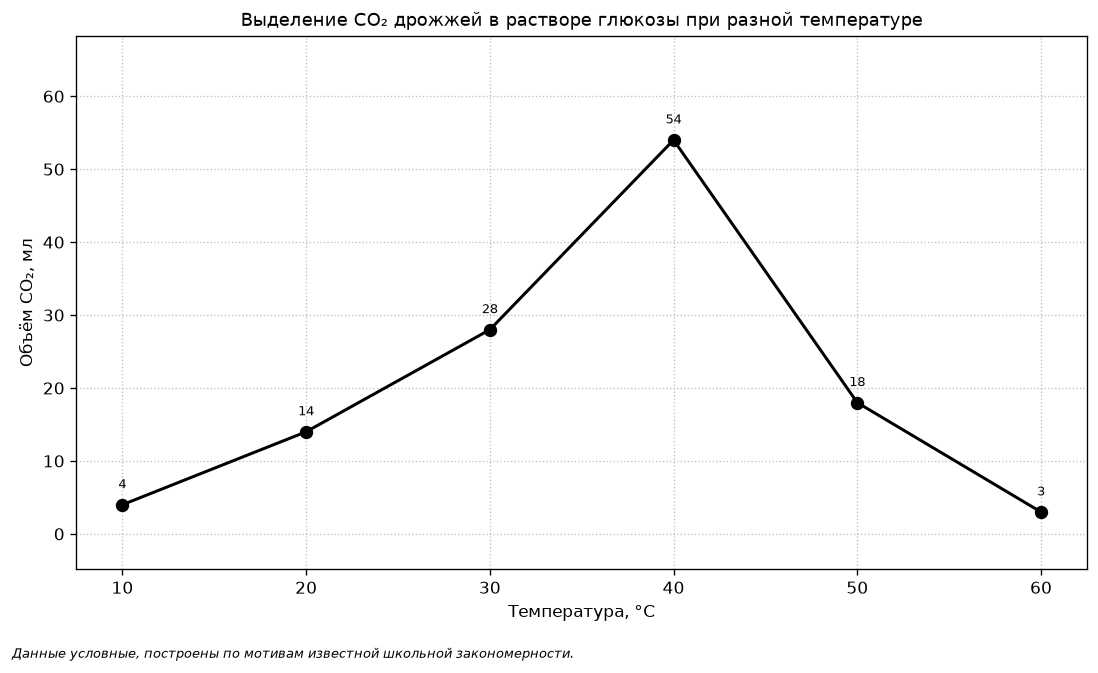 Выделение CO₂ дрожжей в растворе глюкозы при разной температуре
Объём CO₂, мл
60
50
40
30
20
10
0
4
14
28
54
18
3
10 20 30 40 50 60
Температура, °C
Данные условные, построены по мотивам известной школьной закономерности.